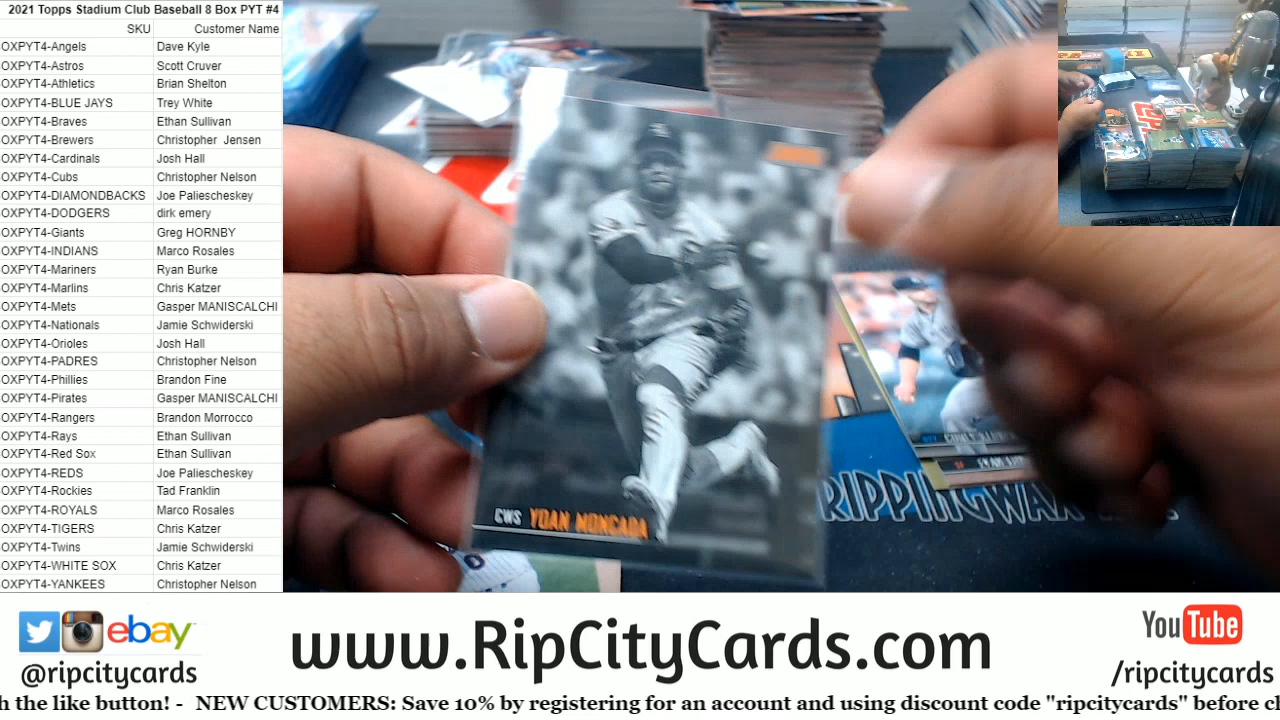 2021 Topps Stadium Club Baseball 8 Box PYT #4
SKU Customer Name
OXPYT4-Angels Dave Kyle
OXPYT4-Astros Scott Cruver
OXPYT4-Athletics Brian Shelton
OXPYT4-BLUE JAYS Trey White
OXPYT4-Braves Ethan Sullivan
OXPYT4-Brewers Christopher Jensen
OXPYT4-Cardinals Josh Hall
OXPYT4-Cubs Christopher Nelson
OXPYT4-DIAMONDBACKS Joe Paliescheskey
OXPYT4-DODGERS dirk emery
OXPYT4-Giants Greg HORNBY
OXPYT4-INDIANS Marco Rosales
OXPYT4-Mariners Ryan Burke
OXPYT4-Marlins Chris Katzer
OXPYT4-Mets Gasper MANISCALCHI
OXPYT4-Nationals Jamie Schwiderski
OXPYT4-Orioles Josh Hall
OXPYT4-PADRES Christopher Nelson
OXPYT4-Phillies Brandon Fine
OXPYT4-Pirates Gasper MANISCALCHI
OXPYT4-Rangers Brandon Morrocco
OXPYT4-Rays Ethan Sullivan
OXPYT4-Red Sox Ethan Sullivan
OXPYT4-REDS Joe Paliescheskey
OXPYT4-Rockies Tad Franklin
OXPYT4-ROYALS Marco Rosales
OXPYT4-TIGERS Chris Katzer
OXPYT4-Twins Jamie Schwiderski
OXPYT4-WHITE SOX Chris Katzer
OXPYT4-YANKEES Christopher Nelson
CWS YOAN MONCADA
RIPPINGWAX
ebay
@ripcitycards
www.RipCityCards.com
YouTube
/ripcitycards
h the like button! - NEW CUSTOMERS: Save 10% by registering for an account and using discount code "ripcitycards" before c